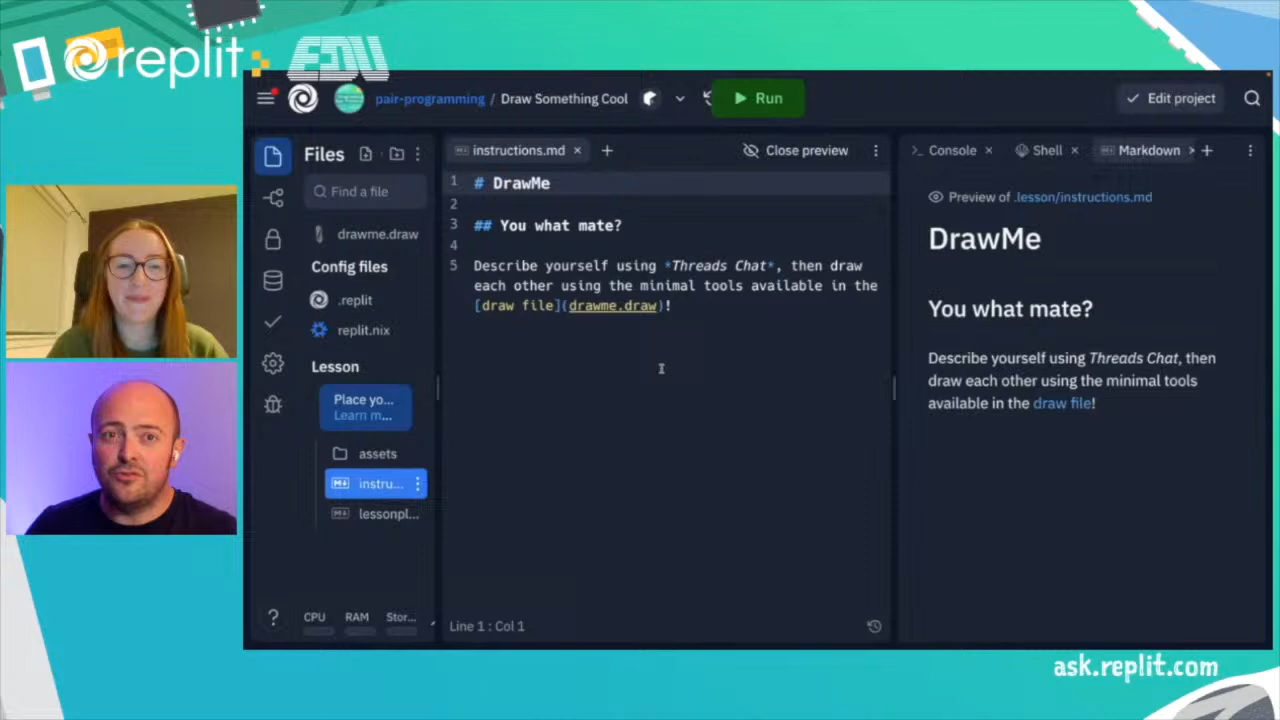 replit EDU
pair-programming / Draw Something Cool
Run
Edit project
Files
Find a file
drawme.draw
Config files
.replit
replit.nix
Lesson
Place yo...
Learn m...
assets
instru...
lessonpl...
? CPU RAM Stor...
instructions.md × +
Close preview
1 # DrawMe
2
3 ## You what mate?
4
5 Describe yourself using *Threads Chat*, then draw
each other using the minimal tools available in the
[draw file](drawme.draw)!
Line 1 : Col 1
Console × Shell × Markdown × +
Preview of .lesson/instructions.md
DrawMe
You what mate?
Describe yourself using Threads Chat, then
draw each other using the minimal tools
available in the draw file!
ask.replit.com